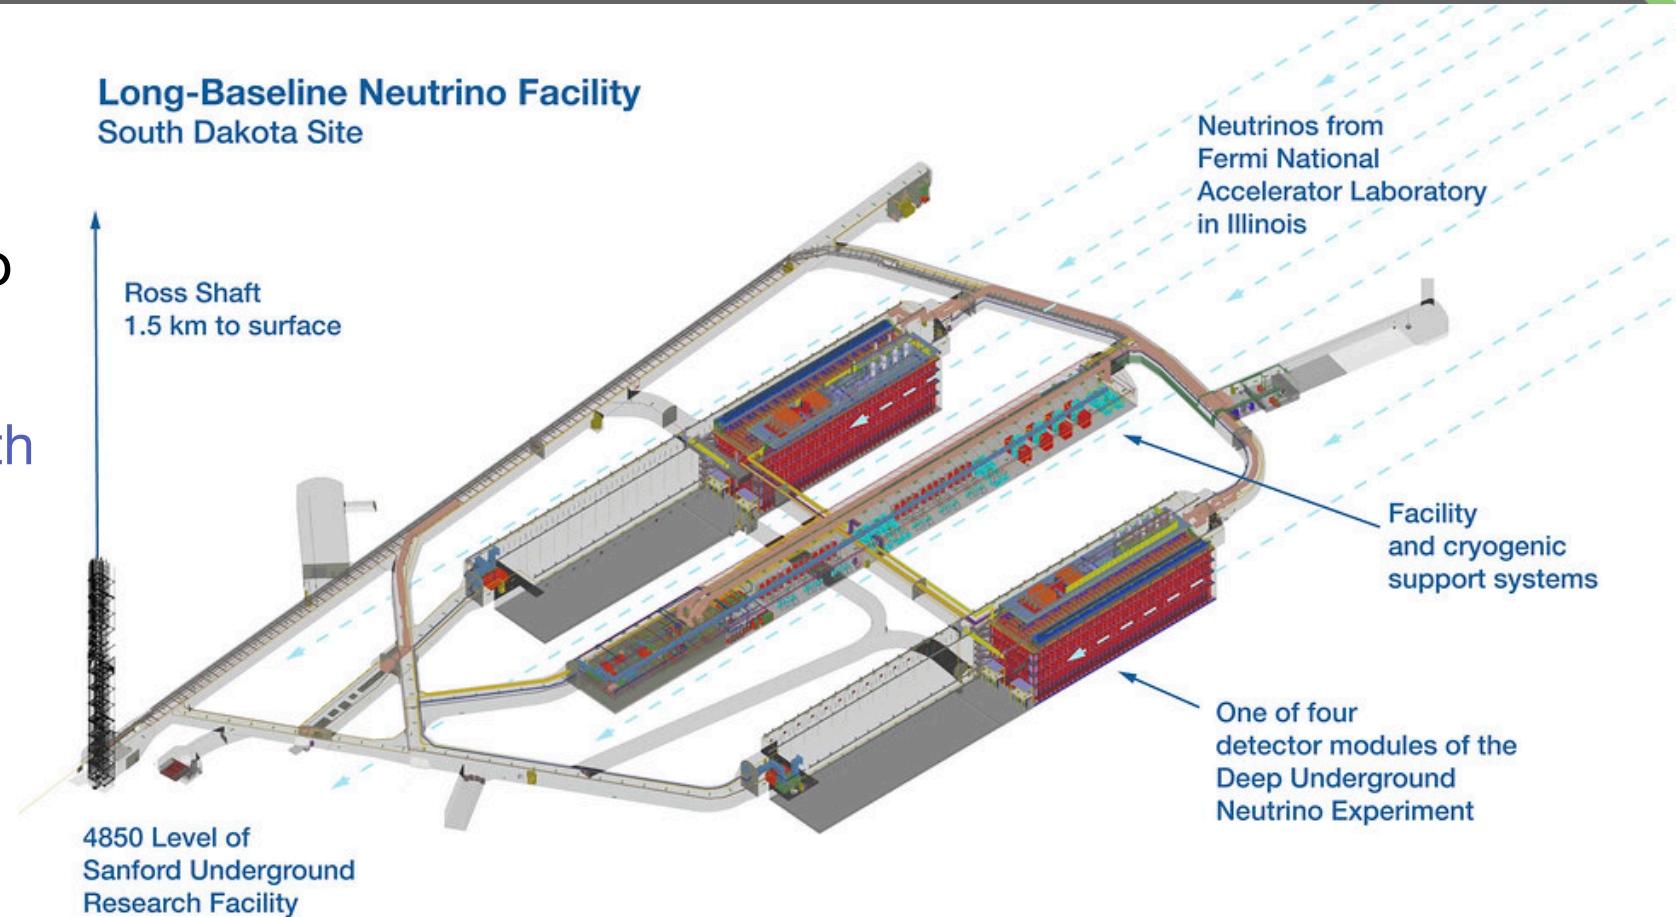 Long-Baseline Neutrino Facility
South Dakota Site
Neutrinos from
Fermi National
Accelerator Laboratory
in Illinois
Ross Shaft
1.5 km to surface
Facility
and cryogenic
support systems
One of four
detector modules of the
Deep Underground
Neutrino Experiment
4850 Level of
Sanford Underground
Research Facility